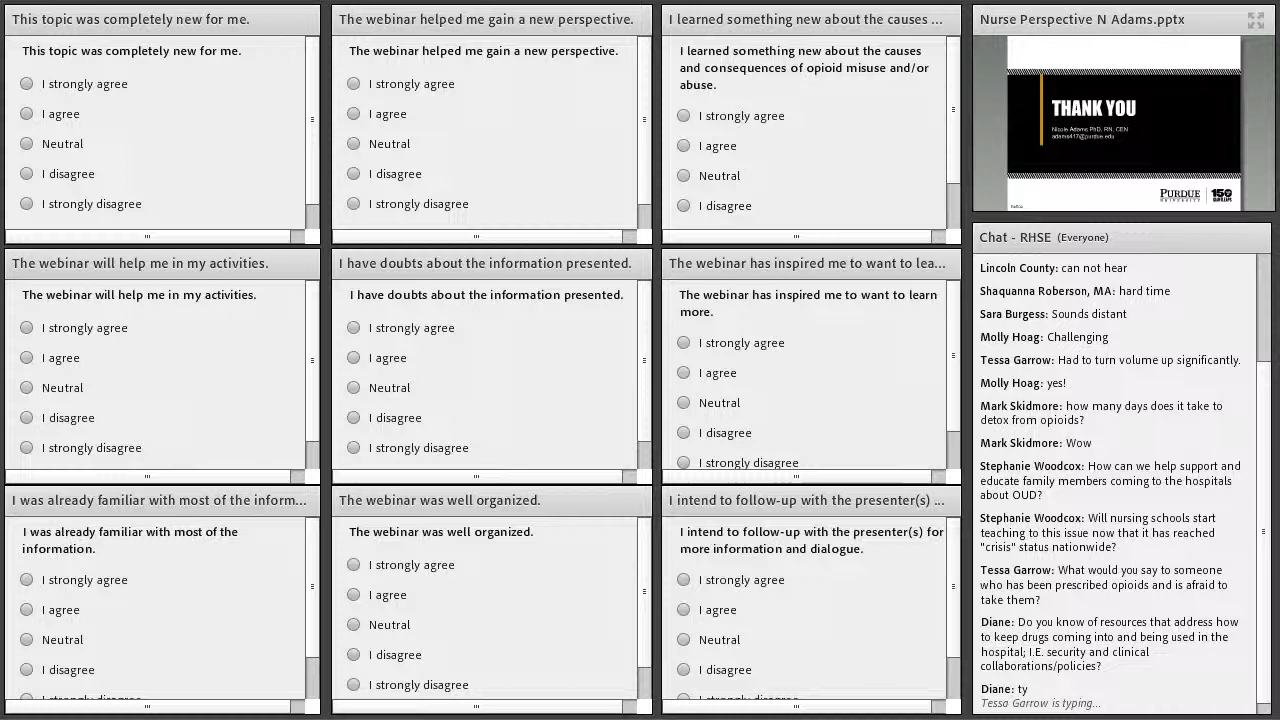 This topic was completely new for me.
This topic was completely new for me.
I strongly agree
I agree
Neutral
I disagree
I strongly disagree
The webinar helped me gain a new perspective.
The webinar helped me gain a new perspective.
I strongly agree
I agree
Neutral
I disagree
I strongly disagree
I learned something new about the causes ...
I learned something new about the causes
and consequences of opioid misuse and/or
abuse.
I strongly agree
I agree
Neutral
I disagree
The webinar will help me in my activities.
The webinar will help me in my activities.
I strongly agree
I agree
Neutral
I disagree
I strongly disagree
I have doubts about the information presented.
I have doubts about the information presented.
I strongly agree
I agree
Neutral
I disagree
I strongly disagree
The webinar has inspired me to want to lea...
The webinar has inspired me to want to learn
more.
I strongly agree
I agree
Neutral
I disagree
I strongly disagree
I was already familiar with most of the inform...
I was already familiar with most of the
information.
I strongly agree
I agree
Neutral
I disagree
I strongly disagree
The webinar was well organized.
The webinar was well organized.
I strongly agree
I agree
Neutral
I disagree
I strongly disagree
I intend to follow-up with the presenter(s) ...
I intend to follow-up with the presenter(s) for
more information and dialogue.
I strongly agree
I agree
Neutral
I disagree
I strongly disagree
Nurse Perspective N Adams.pptx
THANK YOU
Nicole Adams PhD, RN, CEN
adams417@purdue.edu
PURDUE
UNIVERSITY
150
Chat - RHSE (Everyone)
Lincoln County: can not hear
Shaquanna Roberson, MA: hard time
Sara Burgess: Sounds distant
Molly Hoag: Challenging
Tessa Garrow: Had to turn volume up significantly.
Molly Hoag: yes!
Mark Skidmore: how many days does it take to
detox from opioids?
Mark Skidmore: Wow
Stephanie Woodcox: How can we help support and
educate family members coming to the hospitals
about OUD?
Stephanie Woodcox: Will nursing schools start
teaching to this issue now that it has reached
"crisis" status nationwide?
Tessa Garrow: What would you say to someone
who has been prescribed opioids and is afraid to
take them?
Diane: Do you know of resources that address how
to keep drugs coming into and being used in the
hospital; I.E. security and clinical
collaborations/policies?
Diane: ty
Tessa Garrow is typing...